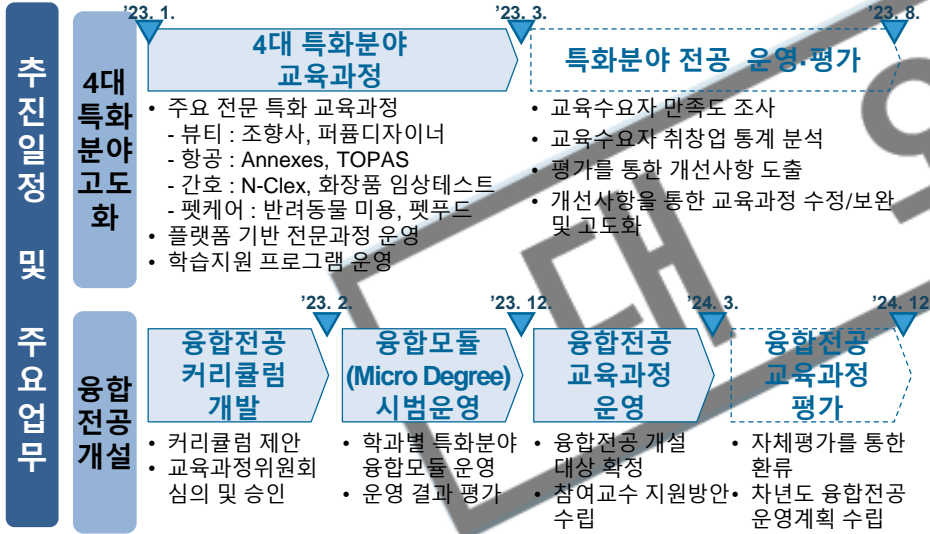 추진일정 및 주요업무
4대
특화
분야
고도
화
’23. 1.
’23. 3.
’23. 8.
4대 특화분야
교육과정
특화분야 전공 운영·평가
• 주요 전문 특화 교육과정
- 뷰티 : 조향사, 퍼퓸디자이너
- 항공 : Annexes, TOPAS
- 간호 : N-Clex, 화장품 임상테스트
- 펫케어 : 반려동물 미용, 펫푸드
• 플랫폼 기반 전문과정 운영
• 학습지원 프로그램 운영
• 교육수요자 만족도 조사
• 교육수요자 취창업 통계 분석
• 평가를 통한 개선사항 도출
• 개선사항을 통한 교육과정 수정/보완
및 고도화
융합
전공
개설
’23. 2.
’23. 12.
’24. 3.
’24. 12
융합전공
커리큘럼
개발
• 커리큘럼 제안
• 교육과정위원회
심의 및 승인
융합모듈
(Micro Degree)
시범운영
• 학과별 특화분야
융합모듈 운영
• 운영 결과 평가
융합전공
교육과정
운영
• 융합전공 개설
대상 확정
• 참여교수 지원방안
수립
융합전공
교육과정
평가
• 자체평가를 통한
환류
• 차년도 융합전공
운영계획 수립
대